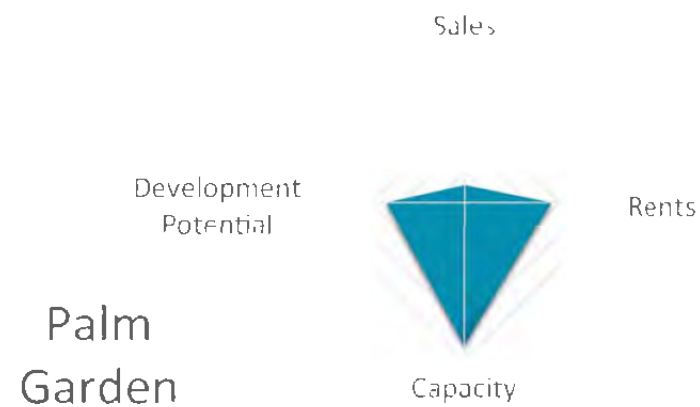 Sales
Development
Potential
Rents
Palm
Garden
Capacity